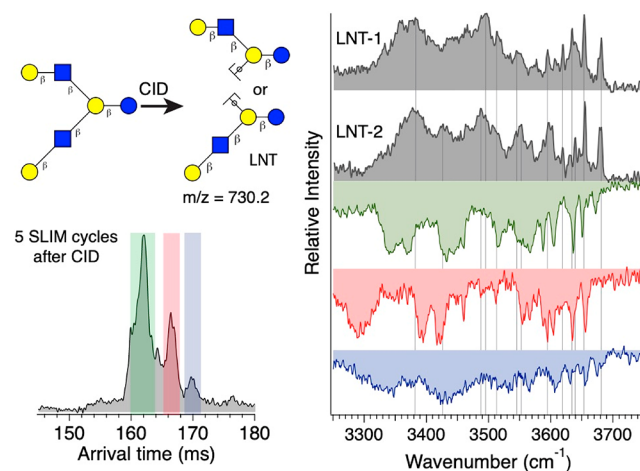 β
β
β
β
β
CID
β
β
β
or
β
β
β
LNT
m/z = 730.2
5 SLIM cycles
after CID
150
160
170
180
Arrival time (ms)
LNT-1
LNT-2
Relative Intensity
3300
3400
3500
3600
3700
Wavenumber (cm⁻¹)